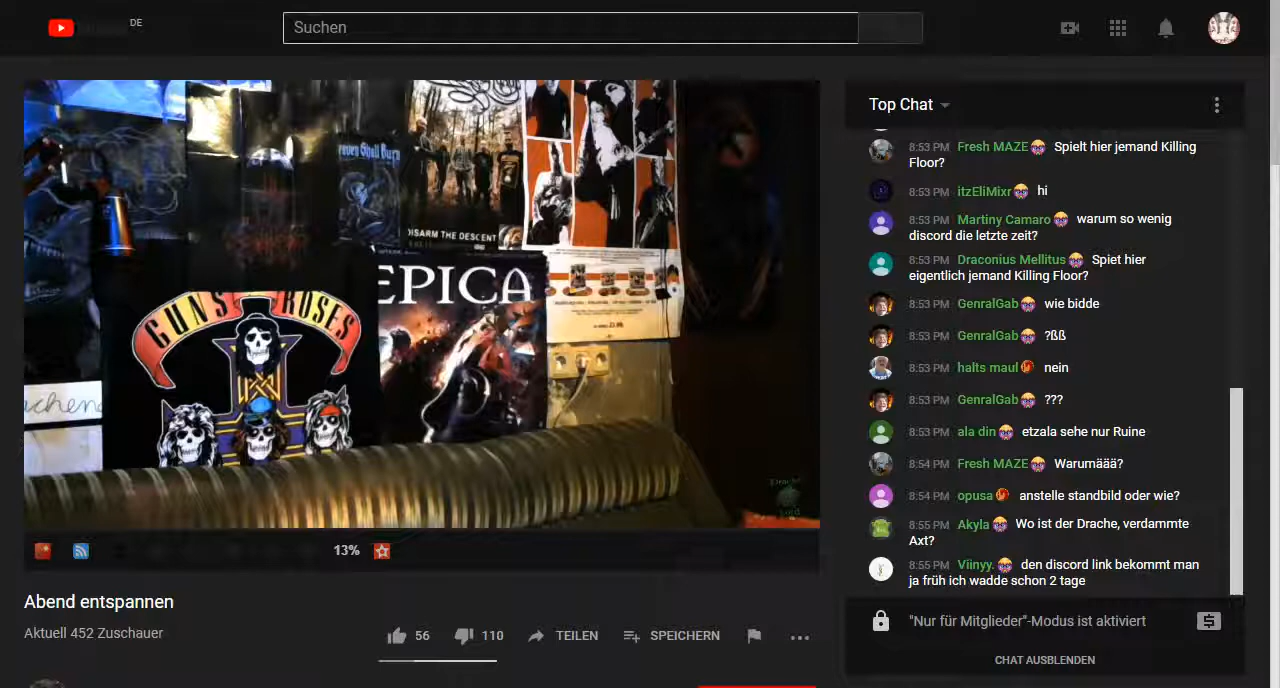 DE
Suchen
even Shall Burn
DISARM THE DESCENT
EPICA
GUNS ROSES
achen
Drache
Lord
13%
Abend entspannen
Aktuell 452 Zuschauer
56
110
TEILEN
SPEICHERN
Top Chat
8:53 PM Fresh MAZE Spielt hier jemand Killing
Floor?
8:53 PM itzEliMixr hi
8:53 PM Martiny Camaro warum so wenig
discord die letzte zeit?
8:53 PM Draconius Mellitus Spiet hier
eigentlich jemand Killing Floor?
8:53 PM GenralGab wie bidde
8:53 PM GenralGab ?ßß
8:53 PM halts maul nein
8:53 PM GenralGab ???
8:53 PM ala din etzala sehe nur Ruine
8:54 PM Fresh MAZE Warumäää?
8:54 PM opusa anstelle standbild oder wie?
8:55 PM Akyla Wo ist der Drache, verdammte
Axt?
8:55 PM Viinyy. den discord link bekommt man
ja früh ich wadde schon 2 tage
"Nur für Mitglieder"-Modus ist aktiviert
CHAT AUSBLENDEN